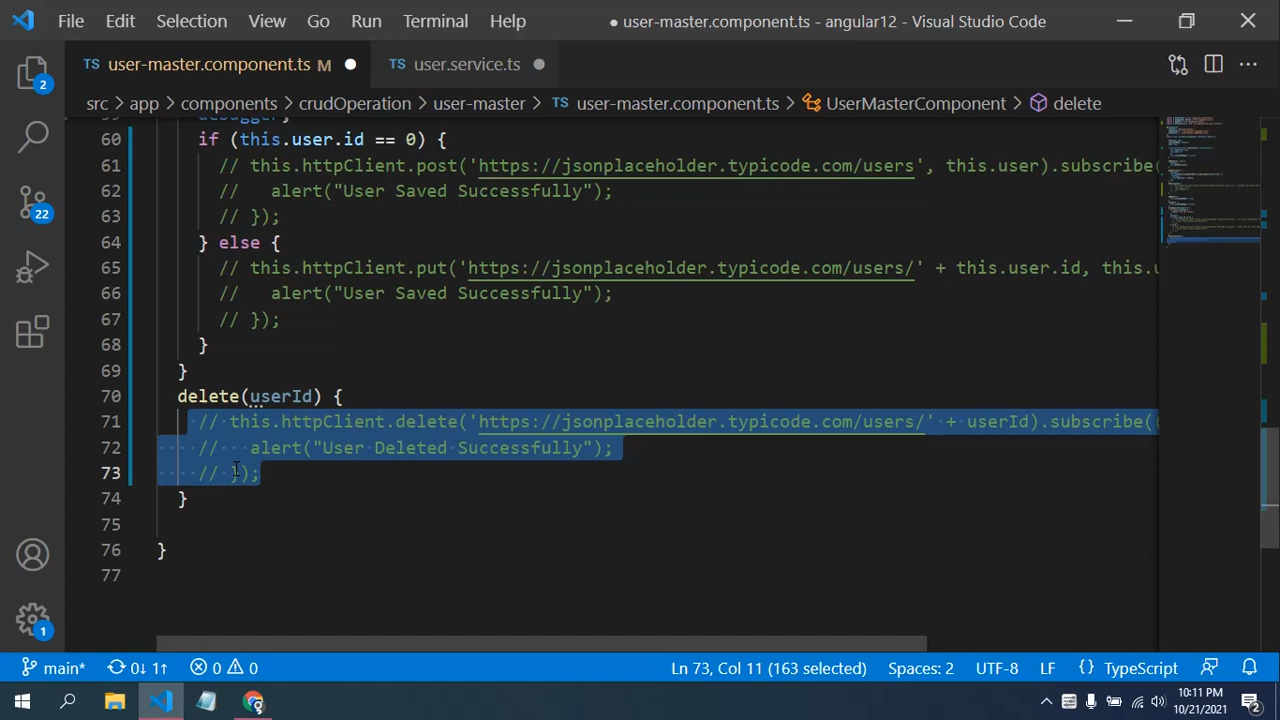 File Edit Selection View Go Run Terminal Help ● user-master.component.ts - angular12 - Visual Studio Code
TS user-master.component.ts M ● TS user.service.ts ●
src > app > components > crudOperation > user-master > TS user-master.component.ts > UserMasterComponent > delete
59 debugger;
60 if (this.user.id == 0) {
61 // this.httpClient.post('https://jsonplaceholder.typicode.com/users', this.user).subscribe(
62 // alert("User Saved Successfully");
63 // });
64 } else {
65 // this.httpClient.put('https://jsonplaceholder.typicode.com/users/' + this.user.id, this.u
66 // alert("User Saved Successfully");
67 // });
68 }
69 }
70 delete(userId) {
71 // this.httpClient.delete('https://jsonplaceholder.typicode.com/users/' + userId).subscribe((
72 // alert("User Deleted Successfully");
73 // });
74 }
75
76 }
77
2
22
1
main* 0↓ 1↑ 0 0 Ln 73, Col 11 (163 selected) Spaces: 2 UTF-8 LF {} TypeScript
10:11 PM
10/21/2021
2